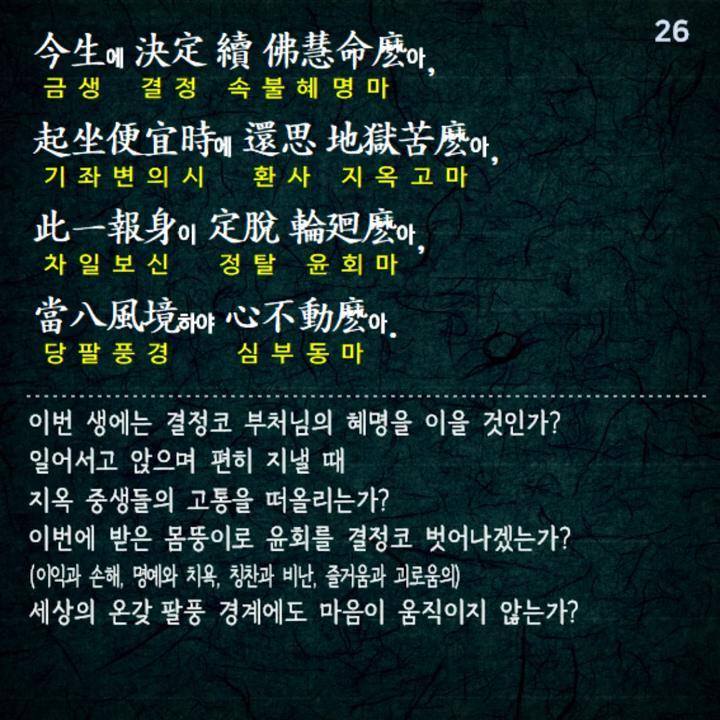 26
今生에 決定 續 佛慧命麽아,
금생 결정 속불혜명마
起坐便宜時에 還思 地獄苦麽아,
기좌변의시 환사 지옥고마
此一報身이 定脫 輪廻麽아,
차일보신 정탈 윤회마
當八風境하야 心不動麽아.
당팔풍경 심부동마
이번 생에는 결정코 부처님의 혜명을 이을 것인가?
일어서고 앉으며 편히 지낼 때
지옥 중생들의 고통을 떠올리는가?
이번에 받은 몸뚱이로 윤회를 결정코 벗어나겠는가?
(이익과 손해, 명예와 치욕, 칭찬과 비난, 즐거움과 괴로움의)
세상의 온갖 팔풍 경계에도 마음이 움직이지 않는가?